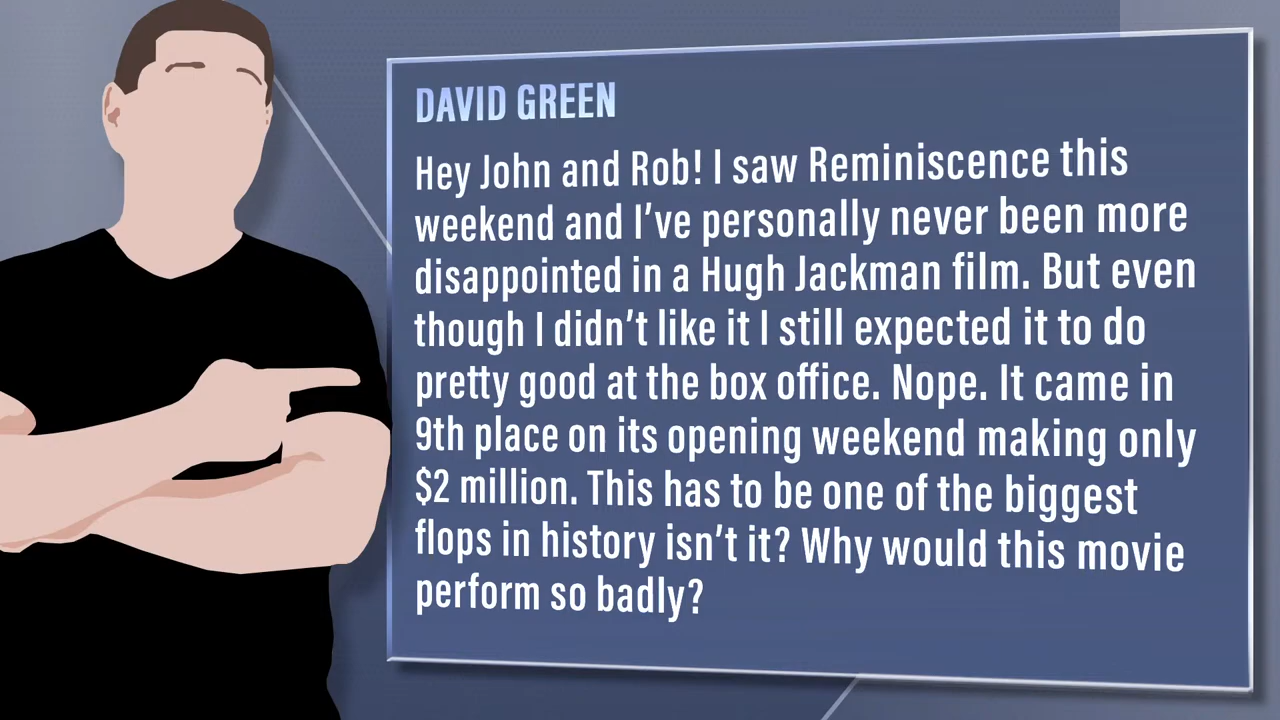 DAVID GREEN
Hey John and Rob! I saw Reminiscence this
weekend and I’ve personally never been more
disappointed in a Hugh Jackman film. But even
though I didn’t like it I still expected it to do
pretty good at the box office. Nope. It came in
9th place on its opening weekend making only
$2 million. This has to be one of the biggest
flops in history isn’t it? Why would this movie
perform so badly?